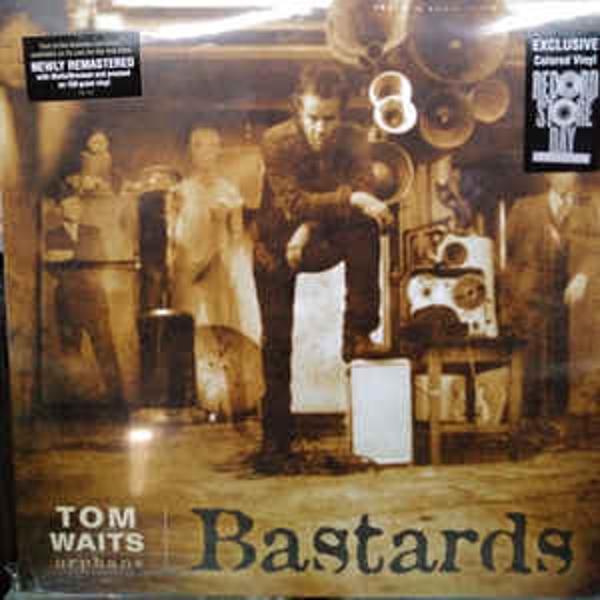 NEWLY REMASTERED
EXCLUSIVE
Colored Vinyl
RECORD
STORE
DAY
TOM
WAITS
orphans
Bastards